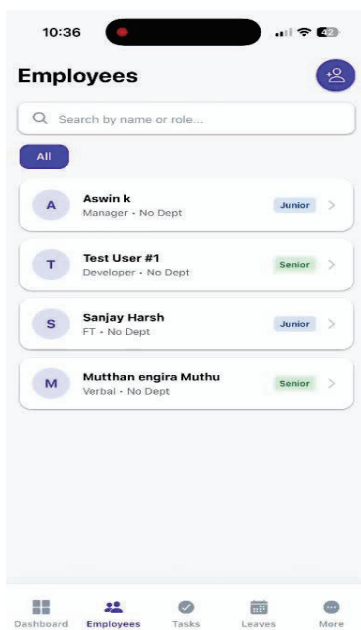 10:36
42
Employees
Search by name or role...
All
A
Aswin k
Manager • No Dept
Junior
T
Test User #1
Developer • No Dept
Senior
S
Sanjay Harsh
FT • No Dept
Junior
M
Mutthan engira Muthu
Verbal • No Dept
Senior
Dashboard Employees Tasks Leaves More